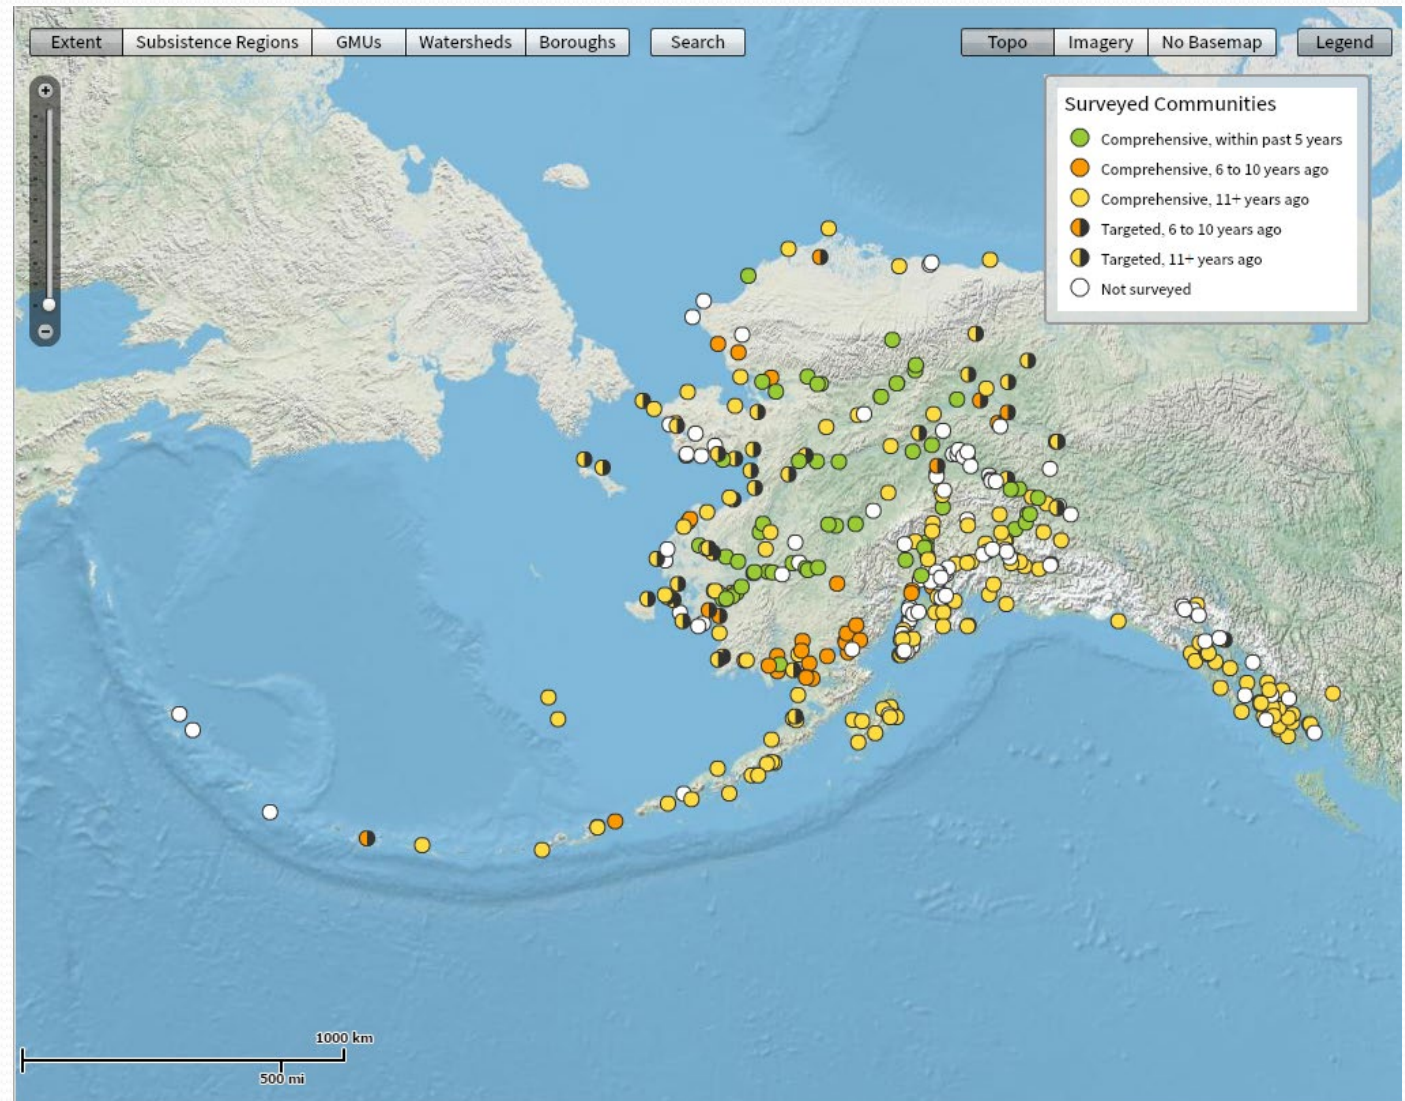 Extent Subsistence Regions GMUs Watersheds Boroughs Search Topo Imagery No Basemap Legend
Surveyed Communities
Comprehensive, within past 5 years
Comprehensive, 6 to 10 years ago
Comprehensive, 11+ years ago
Targeted, 6 to 10 years ago
Targeted, 11+ years ago
Not surveyed
1000 km
500 mi